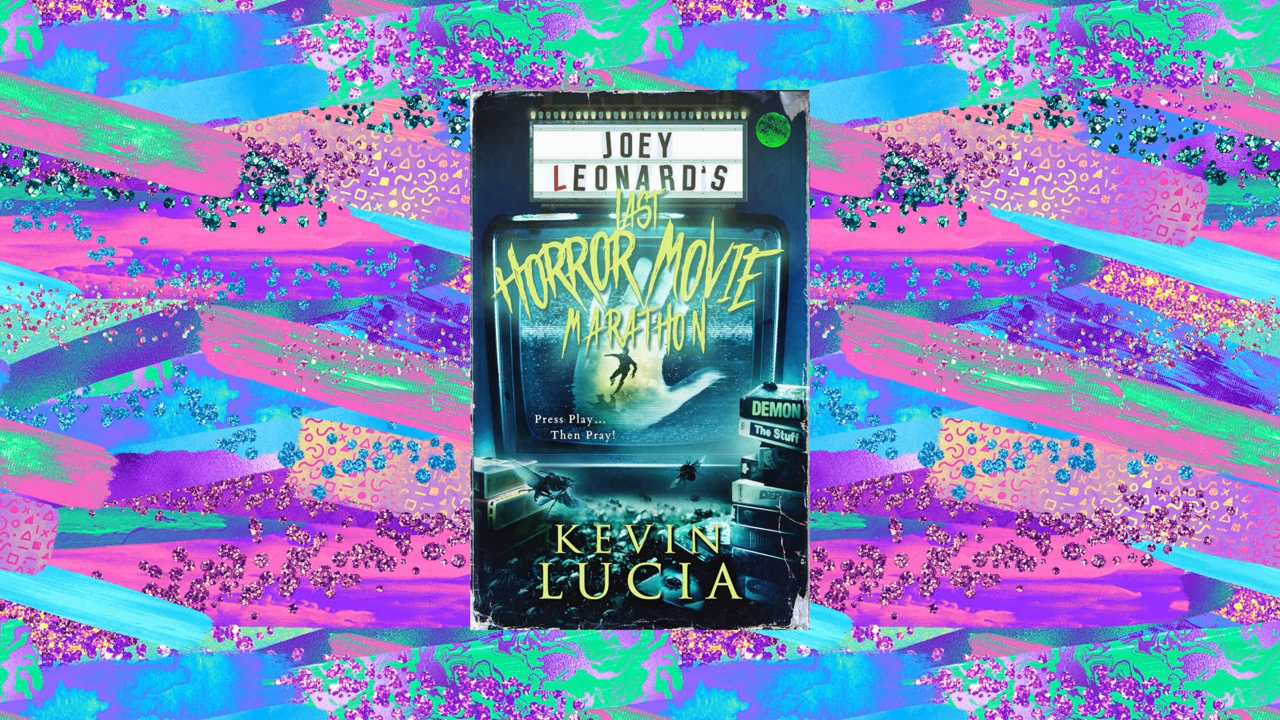 JOEY
LEONARD'S
LAST
HORROR MOVIE
MARATHON
Press Play...
Then Pray!
DEMON
The Stuff
KEVIN
LUCIA